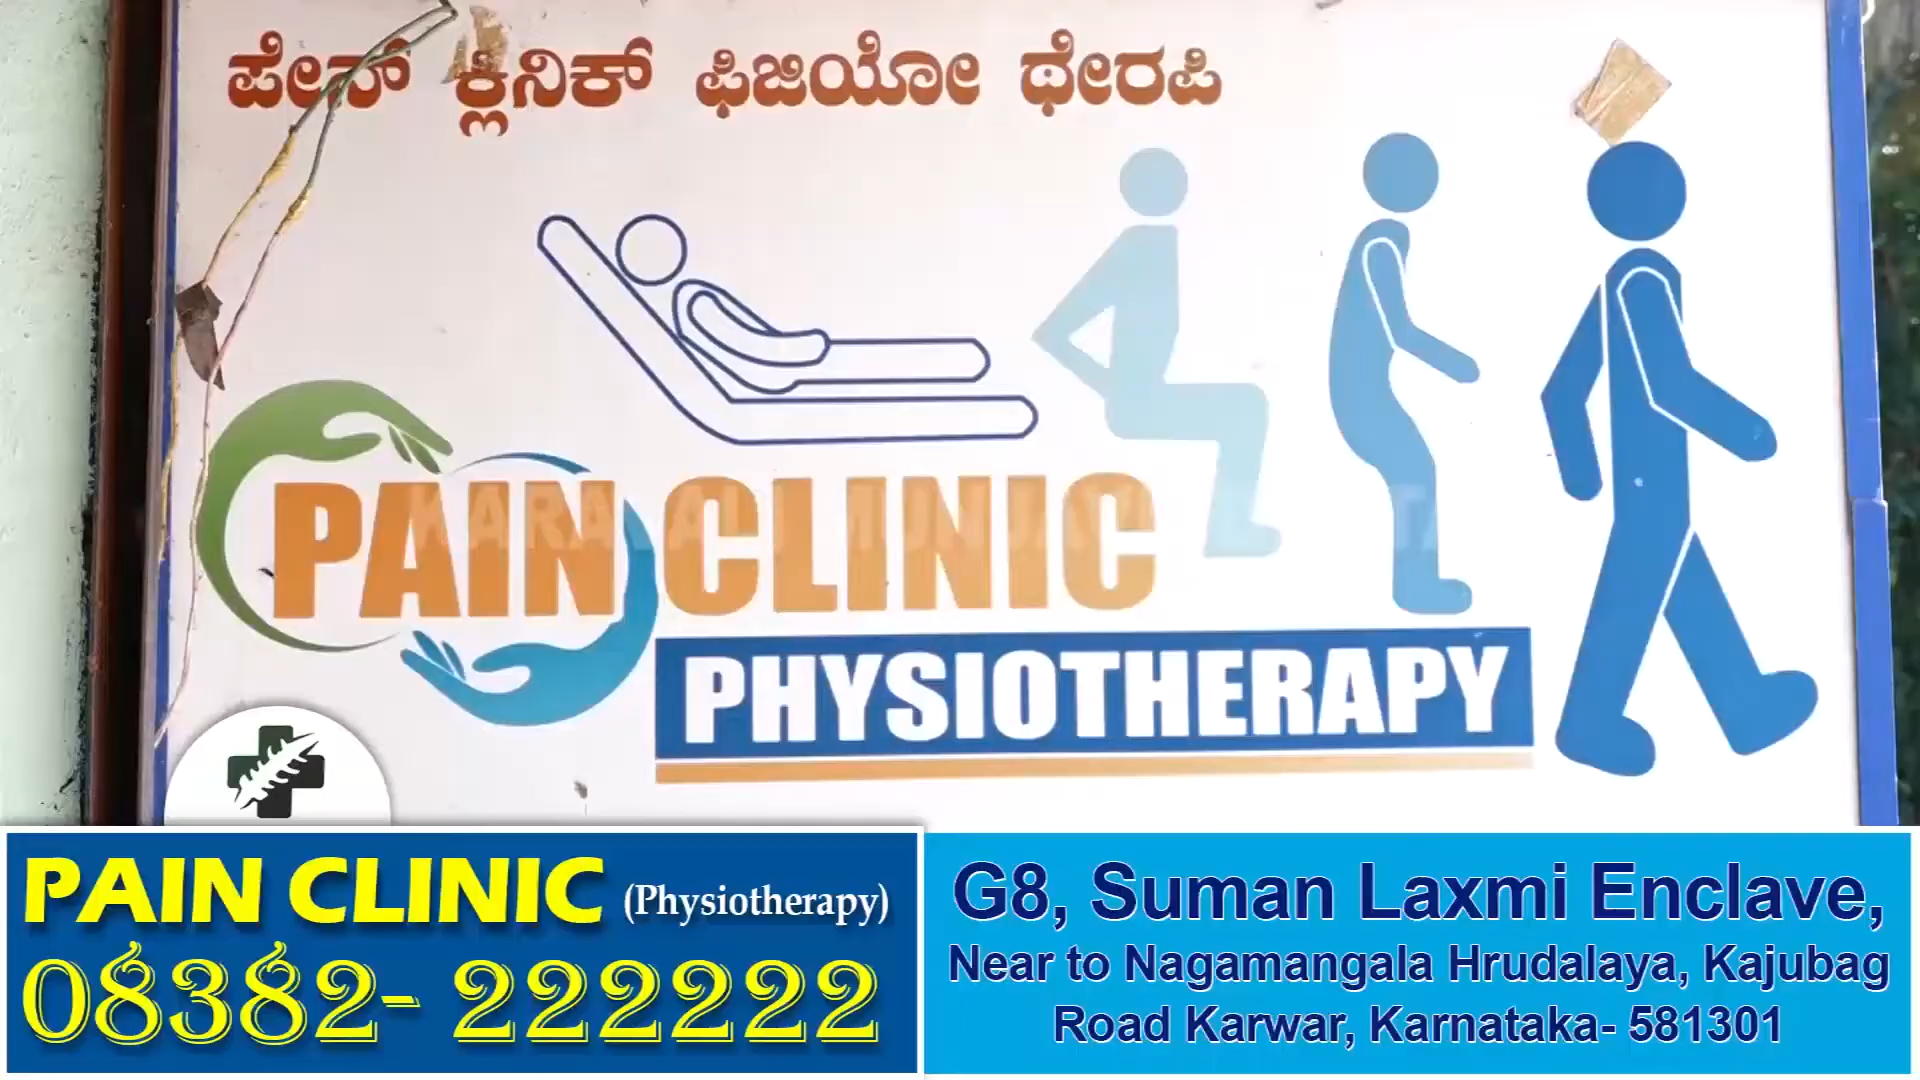 ಪೇನ್ ಕ್ಲಿನಿಕ್ ಫಿಜಿಯೋ ಥೇರಪಿ
PAIN CLINIC
PHYSIOTHERAPY
PAIN CLINIC (Physiotherapy)
08382- 222222
G8, Suman Laxmi Enclave,
Near to Nagamangala Hrudalaya, Kajubag
Road Karwar, Karnataka- 581301